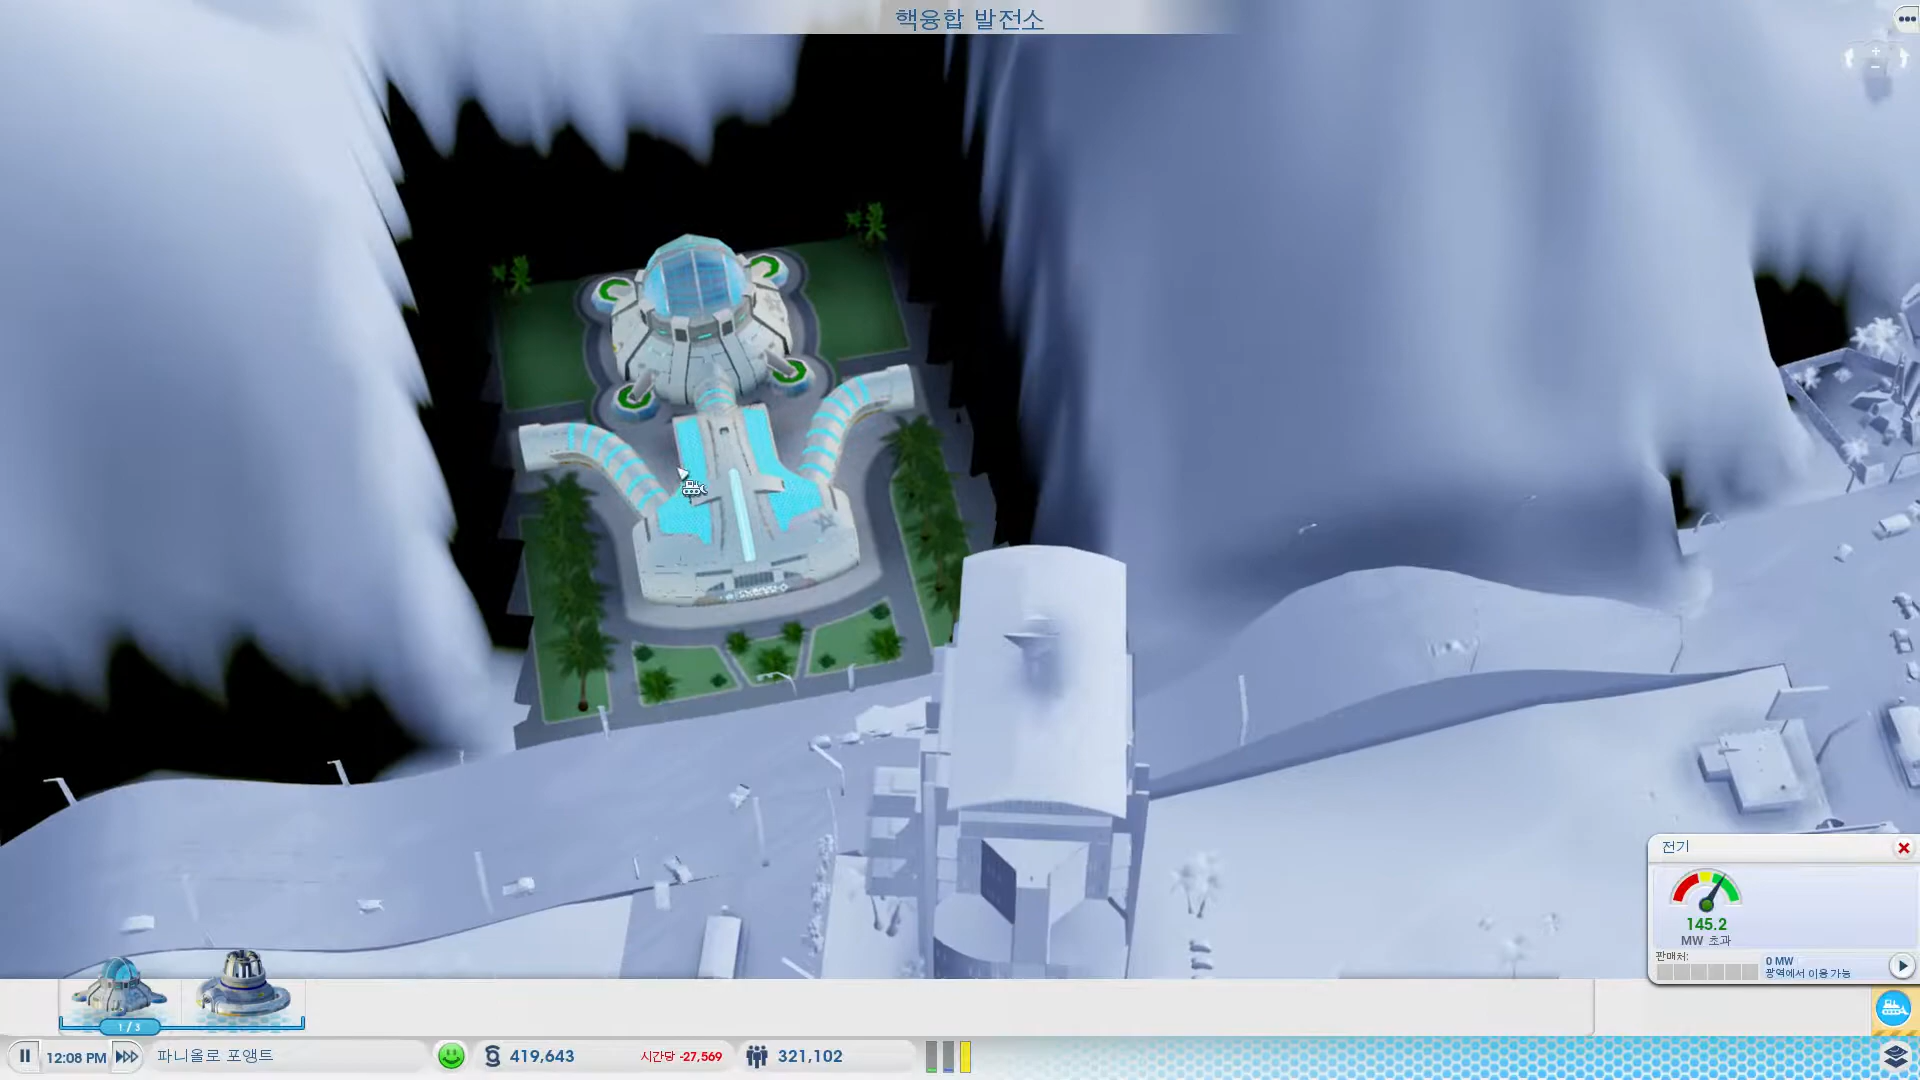 핵융합 발전소
전기
145.2
MW 초과
판매처:
0 MW
광역에서 이용 가능
1 / 3
12:08 PM
파니올로 포앵트
419,643
시간당 -27,569
321,102